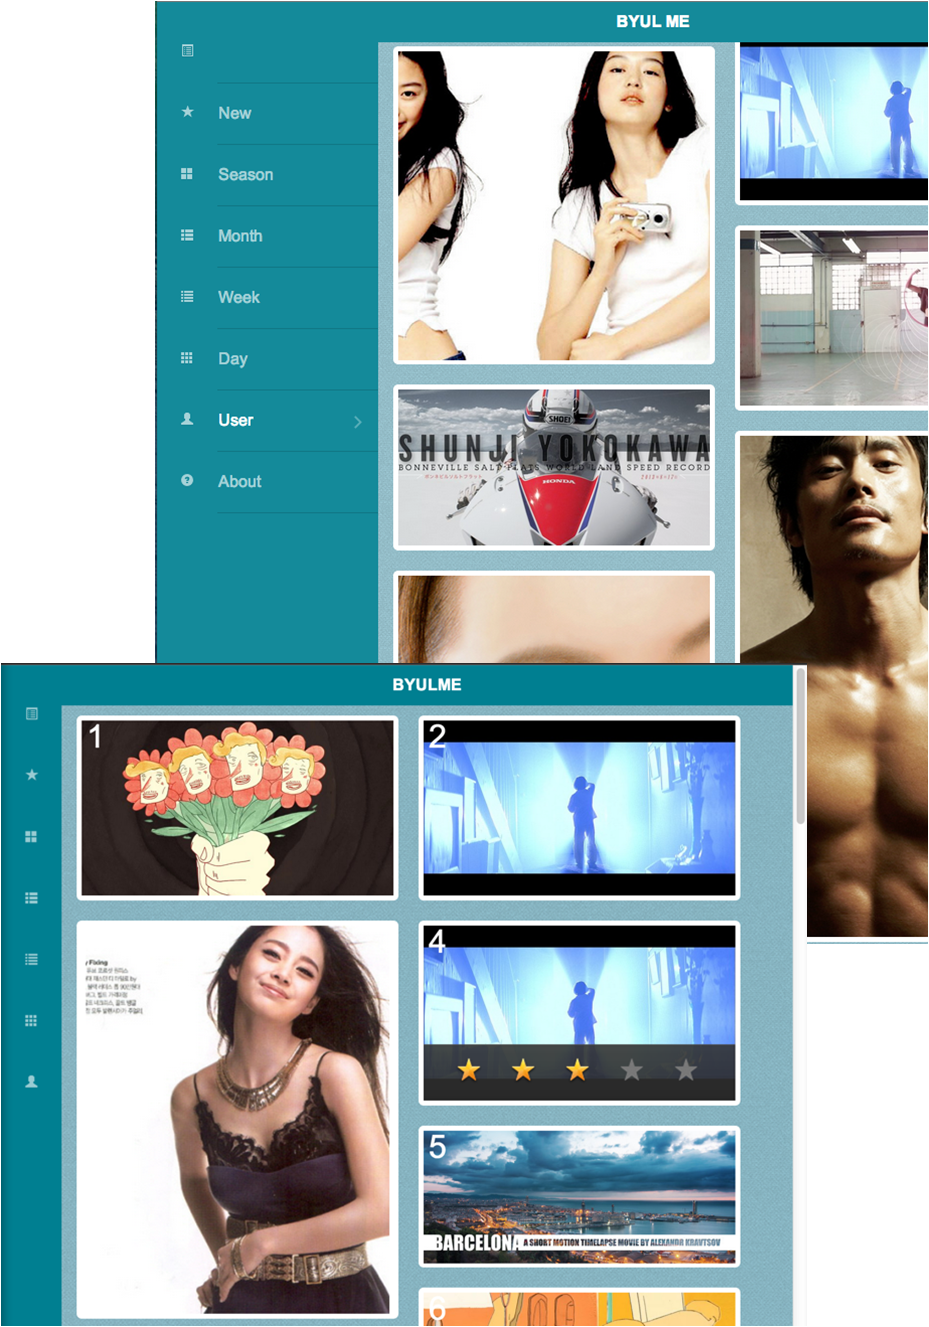 BYUL ME
New
Season
Month
Week
Day
User
About
SHOEI
SHUNJI YOKOKAWA
BONNEVILLE SALT FLATS WORLD LAND SPEED RECORD
HONDA
BYULME
1
2
Fixing
4
5
BARCELONA A SHORT MOTION TIMELAPSE MOVIE BY ALEXANDR KRAVTSOV
6